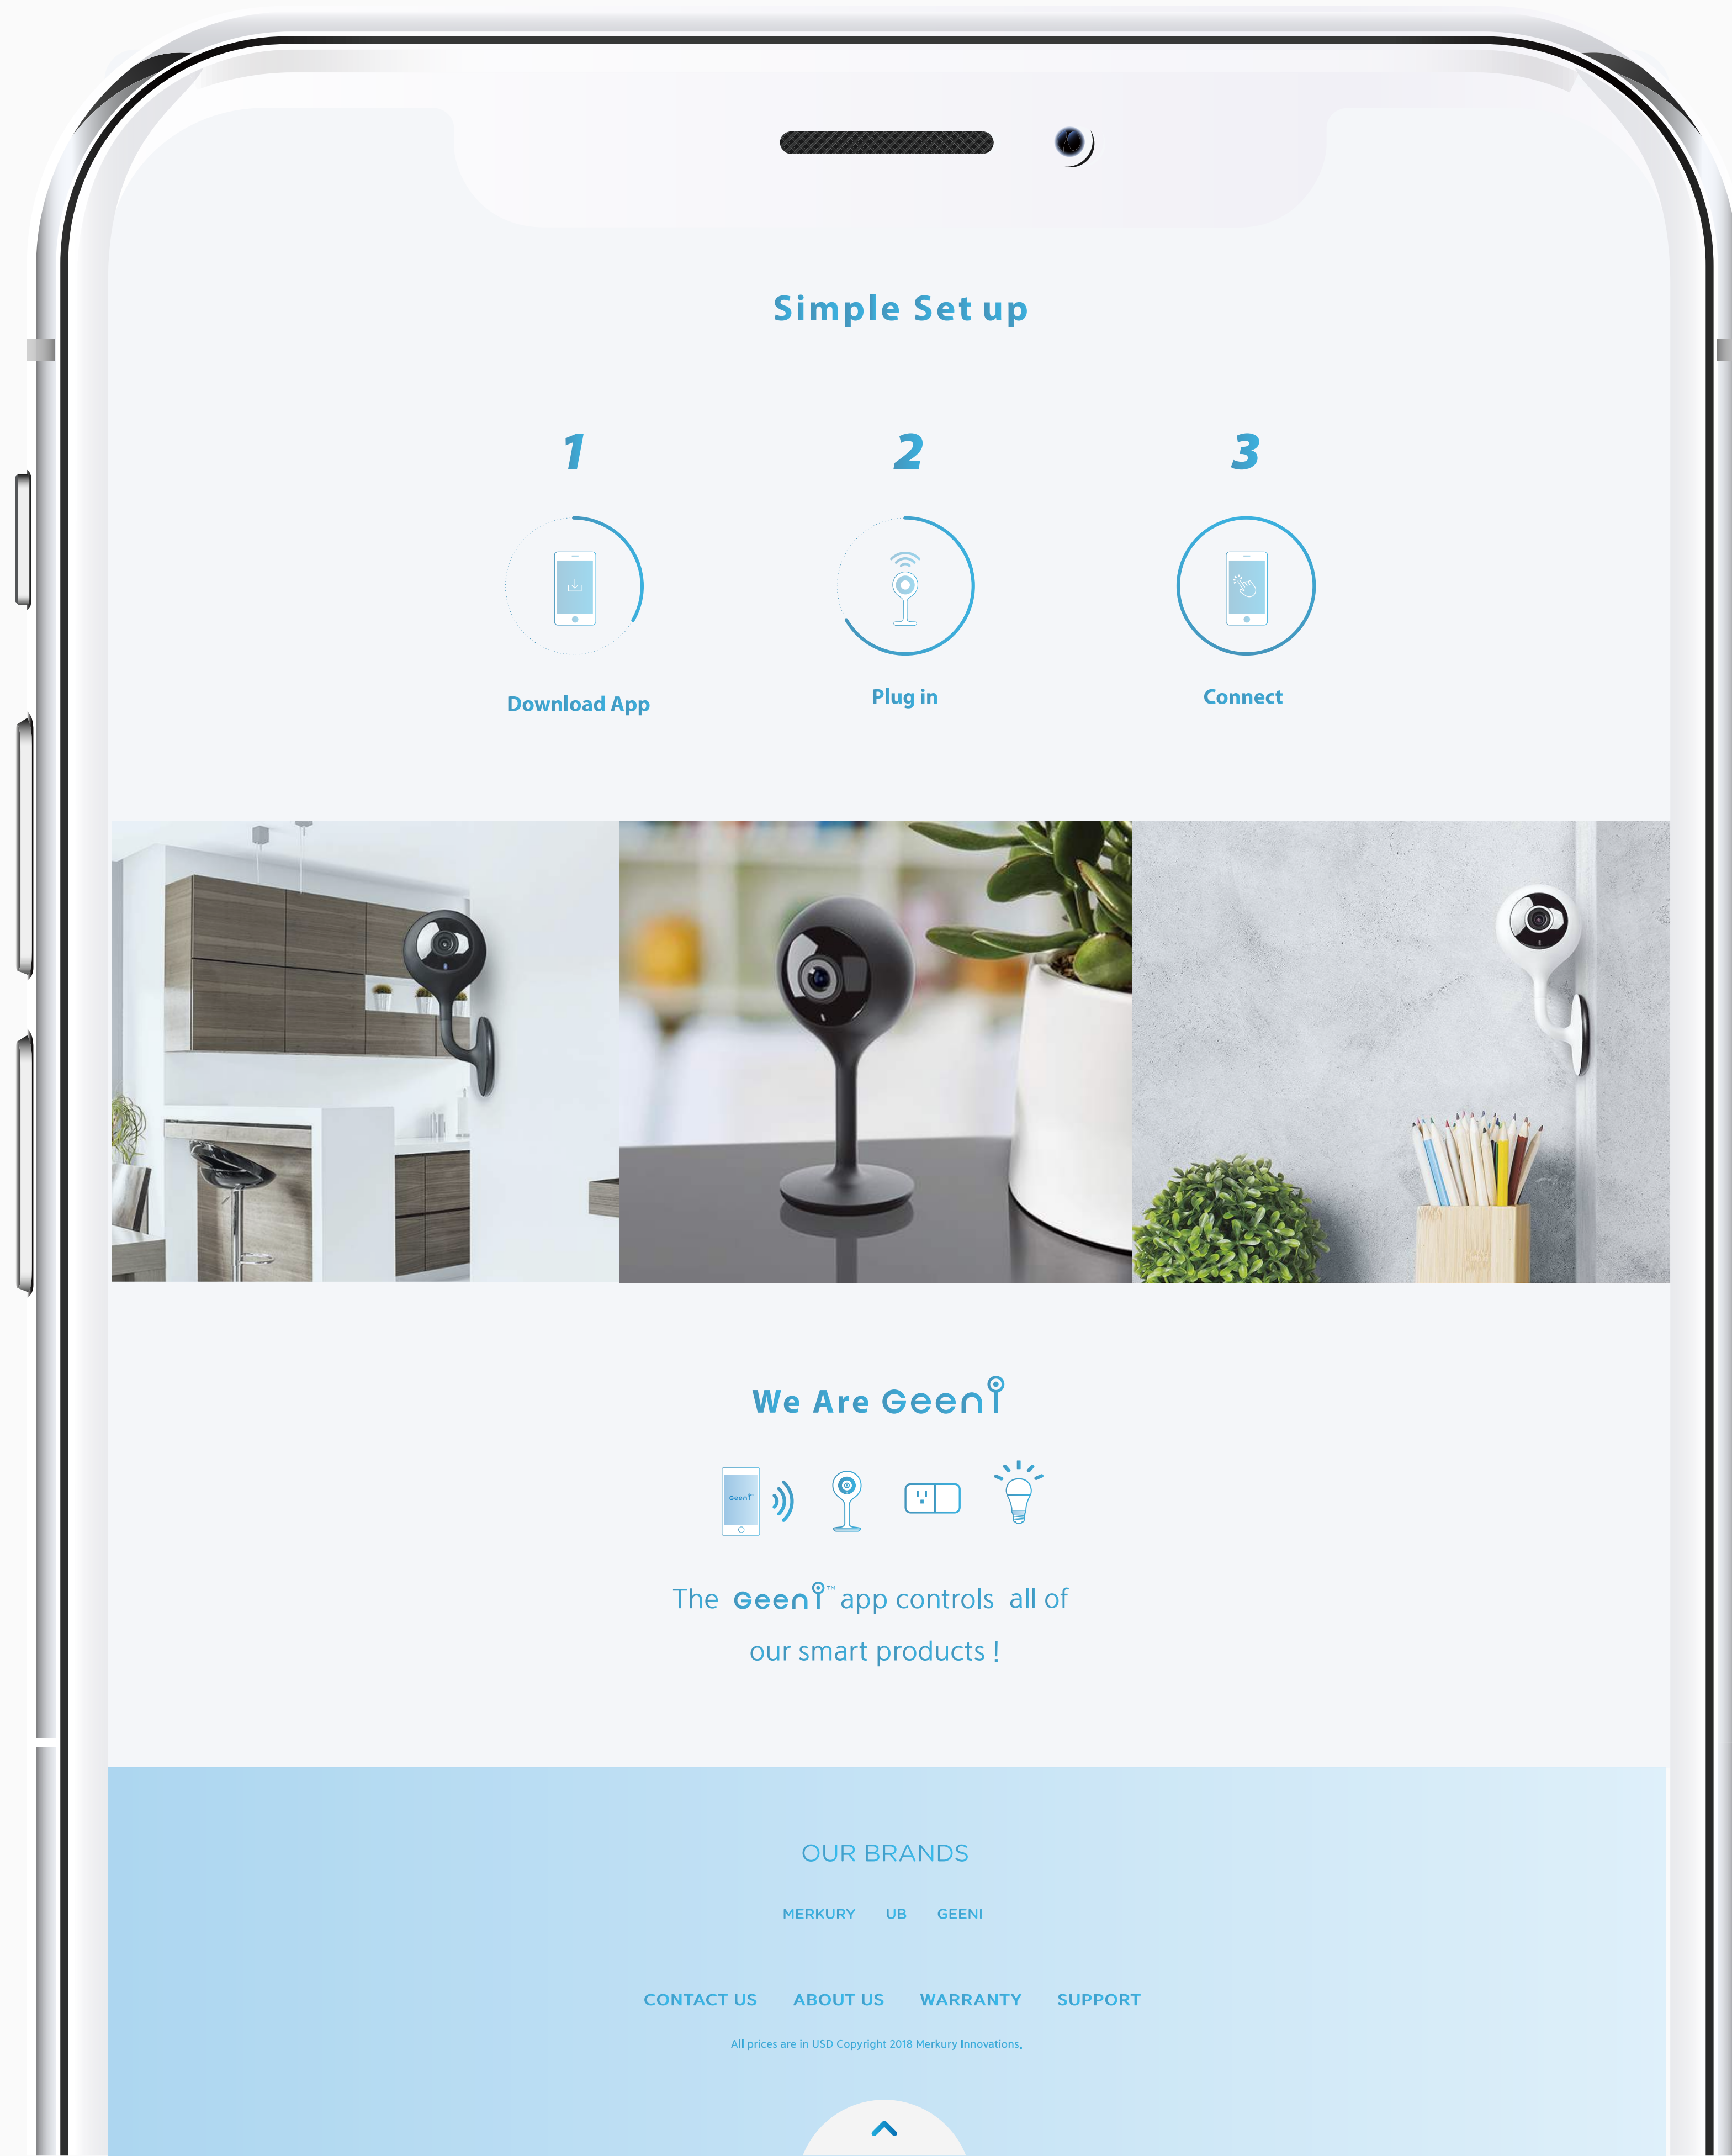 Simple Set up
1 2 3
Download App Plug in Connect
We Are Geeni
Geeni
The Geeni™ app controls all of
our smart products !
OUR BRANDS
MERKURY UB GEENI
CONTACT US ABOUT US WARRANTY SUPPORT
All prices are in USD Copyright 2018 Merkury Innovations.